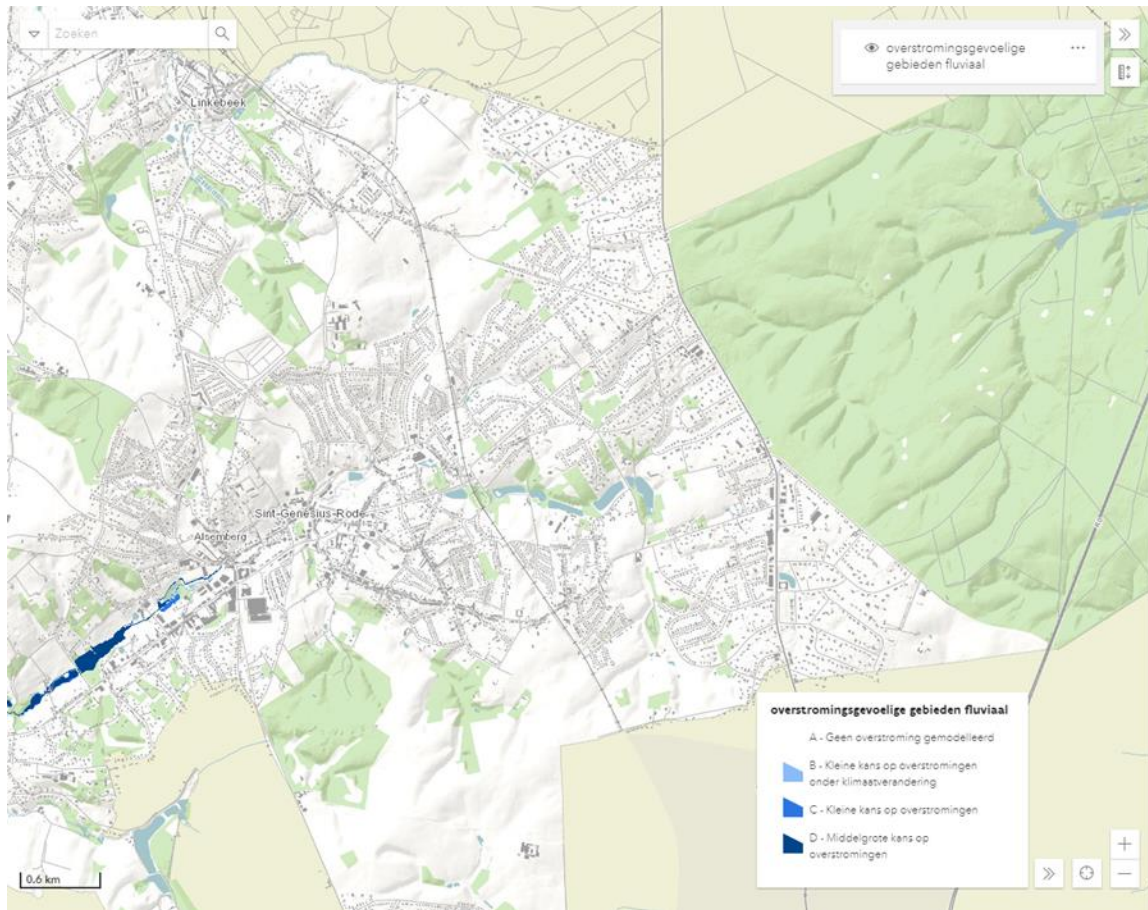 Zoeken
overstromingsgevoelige
gebieden fluviaal
Linkebeek
Sint-Genesius-Rode
Alsemberg
overstromingsgevoelige gebieden fluviaal
A - Geen overstroming gemodelleerd
B - Kleine kans op overstromingen
onder klimaatverandering
C - Kleine kans op overstromingen
D - Middelgrote kans op
overstromingen
0.6 km